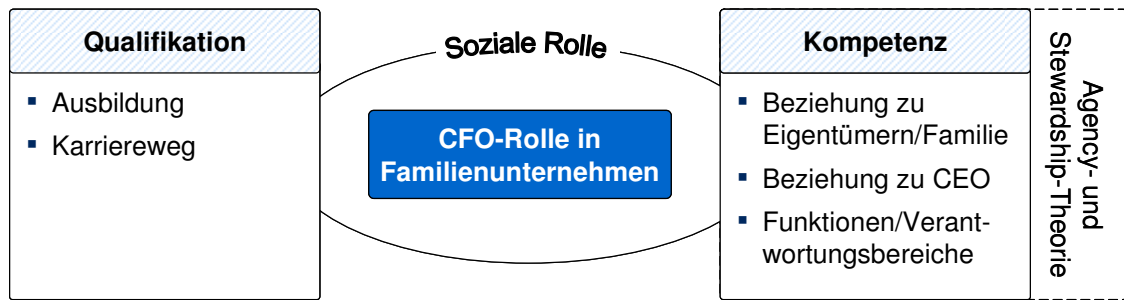 Qualifikation
▪ Ausbildung
▪ Karriereweg
Soziale Rolle
CFO-Rolle in
Familienunternehmen
Kompetenz
▪ Beziehung zu
Eigentümern/Familie
▪ Beziehung zu CEO
▪ Funktionen/Verant-
wortungsbereiche
Agency- und
Stewardship-Theorie